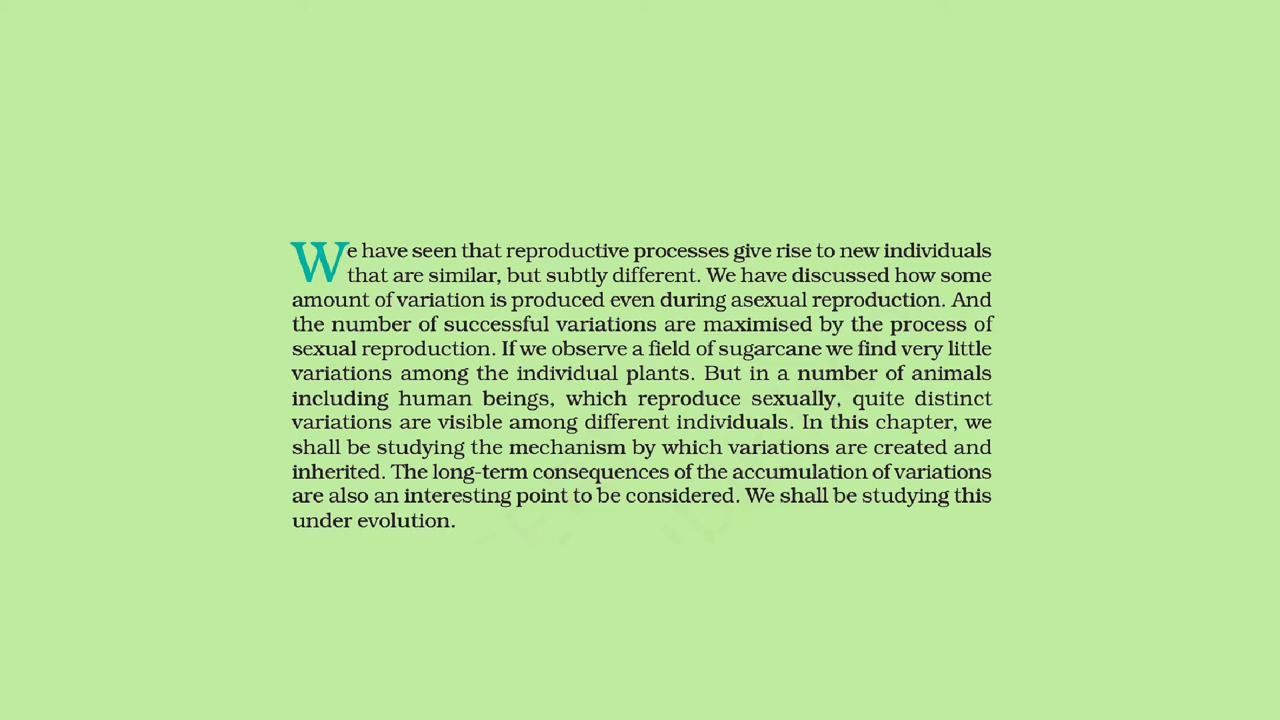 We have seen that reproductive processes give rise to new individuals
that are similar, but subtly different. We have discussed how some
amount of variation is produced even during asexual reproduction. And
the number of successful variations are maximised by the process of
sexual reproduction. If we observe a field of sugarcane we find very little
variations among the individual plants. But in a number of animals
including human beings, which reproduce sexually, quite distinct
variations are visible among different individuals. In this chapter, we
shall be studying the mechanism by which variations are created and
inherited. The long-term consequences of the accumulation of variations
are also an interesting point to be considered. We shall be studying this
under evolution.